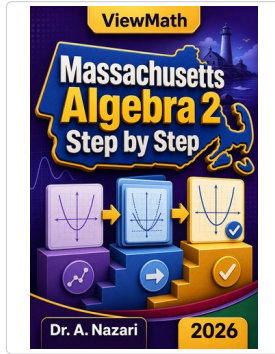 ViewMath
Massachusetts
Algebra 2
Step by Step
Dr. A. Nazari
2026